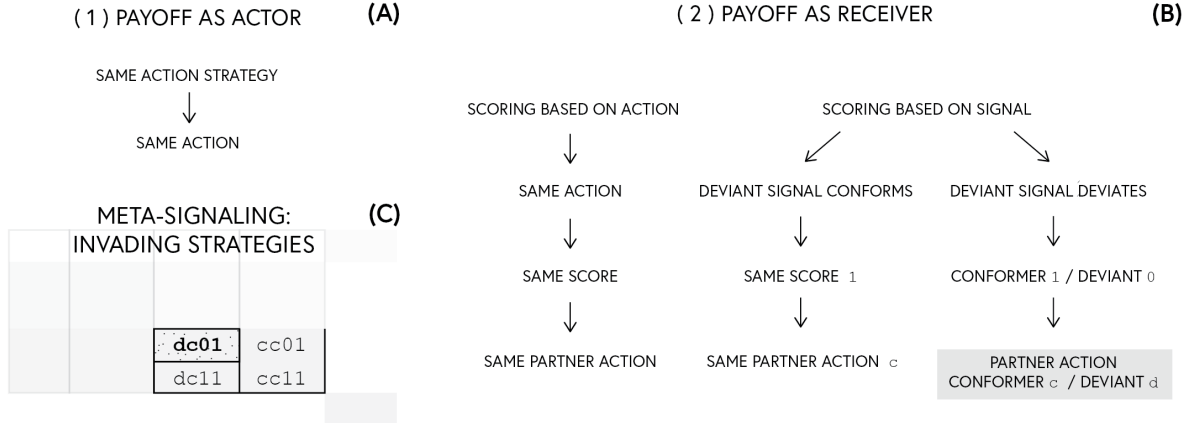 ( 1 ) PAYOFF AS ACTOR
(A)
SAME ACTION STRATEGY
SAME ACTION
( 2 ) PAYOFF AS RECEIVER
(B)
SCORING BASED ON ACTION
SAME ACTION
SAME SCORE
SAME PARTNER ACTION
SCORING BASED ON SIGNAL
DEVIANT SIGNAL CONFORMS
SAME SCORE 1
SAME PARTNER ACTION c
DEVIANT SIGNAL DEVIATES
CONFORMER 1 / DEVIANT 0
PARTNER ACTION
CONFORMER c / DEVIANT d
META-SIGNALING:
INVADING STRATEGIES
(C)
dc01 cc01
dc11 cc11